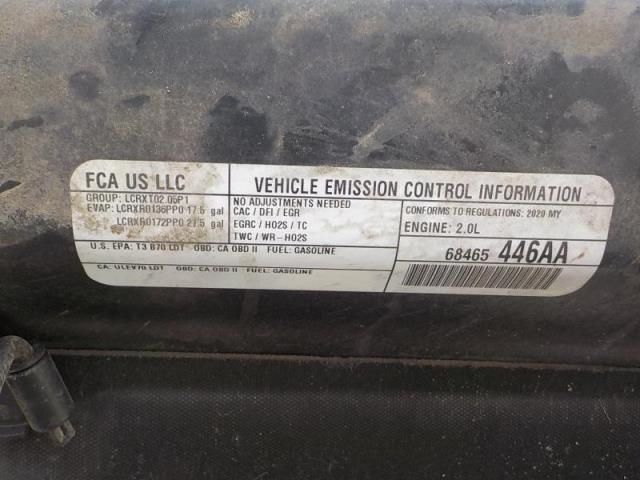 FCA US LLC
VEHICLE EMISSION CONTROL INFORMATION
GROUP: LCRXT02.05P1
EVAP: LCRXR0136PP0 17.5 gal
LCRXR0172PP0 21.5 gal
NO ADJUSTMENTS NEEDED
CAC / DFI / EGR
EGRC / HO2S / TC
TWC / WR-HO2S
CONFORMS TO REGULATIONS: 2020 MY
ENGINE: 2.0L
U.S. EPA: T3 B70 LDT OBD: CA OBD II FUEL: GASOLINE
CA: ULEV70 LDT OBD: CA OBD II FUEL: GASOLINE
68465 446AA